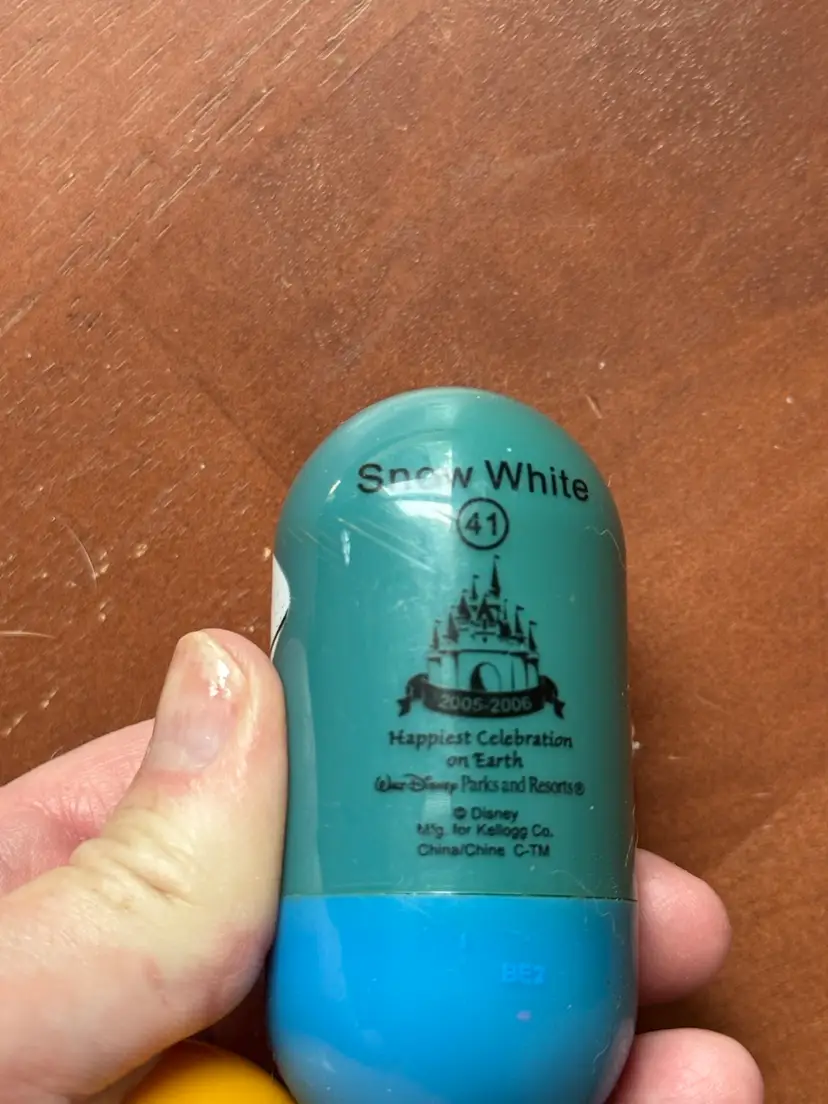 Snow White
41
2005-2006
Happiest Celebration
on Earth
Walt Disney Parks and Resorts®
© Disney
Mfg. for Kellogg Co.
China/Chine C-TM
BE2